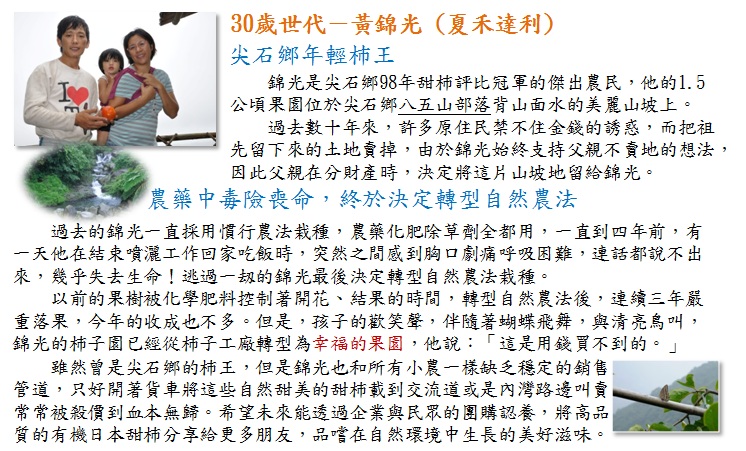 30歲世代－黃錦光（夏禾達利）
尖石鄉年輕柿王
錦光是尖石鄉98年甜柿評比冠軍的傑出農民，他的1.5
公頃果園位於尖石鄉八五山部落背山面水的美麗山坡上。
過去數十年來，許多原住民禁不住金錢的誘惑，而把祖
先留下來的土地賣掉，由於錦光始終支持父親不賣地的想法，
因此父親在分財產時，決定將這片山坡地留給錦光。
農藥中毒險喪命，終於決定轉型自然農法
過去的錦光一直採用慣行農法栽種，農藥化肥除草劑全都用，一直到四年前，有
一天他在結束噴灑工作回家吃飯時，突然之間感到胸口劇痛呼吸困難，連話都說不出
來，幾乎失去生命！逃過一劫的錦光最後決定轉型自然農法栽種。
以前的果樹被化學肥料控制著開花、結果的時間，轉型自然農法後，連續三年嚴
重落果，今年的收成也不多。但是，孩子的歡笑聲，伴隨著蝴蝶飛舞，與清亮鳥叫，
錦光的柿子園已經從柿子工廠轉型為幸福的果園，他說：「這是用錢買不到的。」
雖然曾是尖石鄉的柿王，但是錦光也和所有小農一樣缺乏穩定的銷售
管道，只好開著貨車將這些自然甜美的甜柿載到交流道或是內灣路邊叫賣
常常被殺價到血本無歸。希望未來能透過企業與民眾的團購認養，將高品
質的有機日本甜柿分享給更多朋友，品嚐在自然環境中生長的美好滋味。